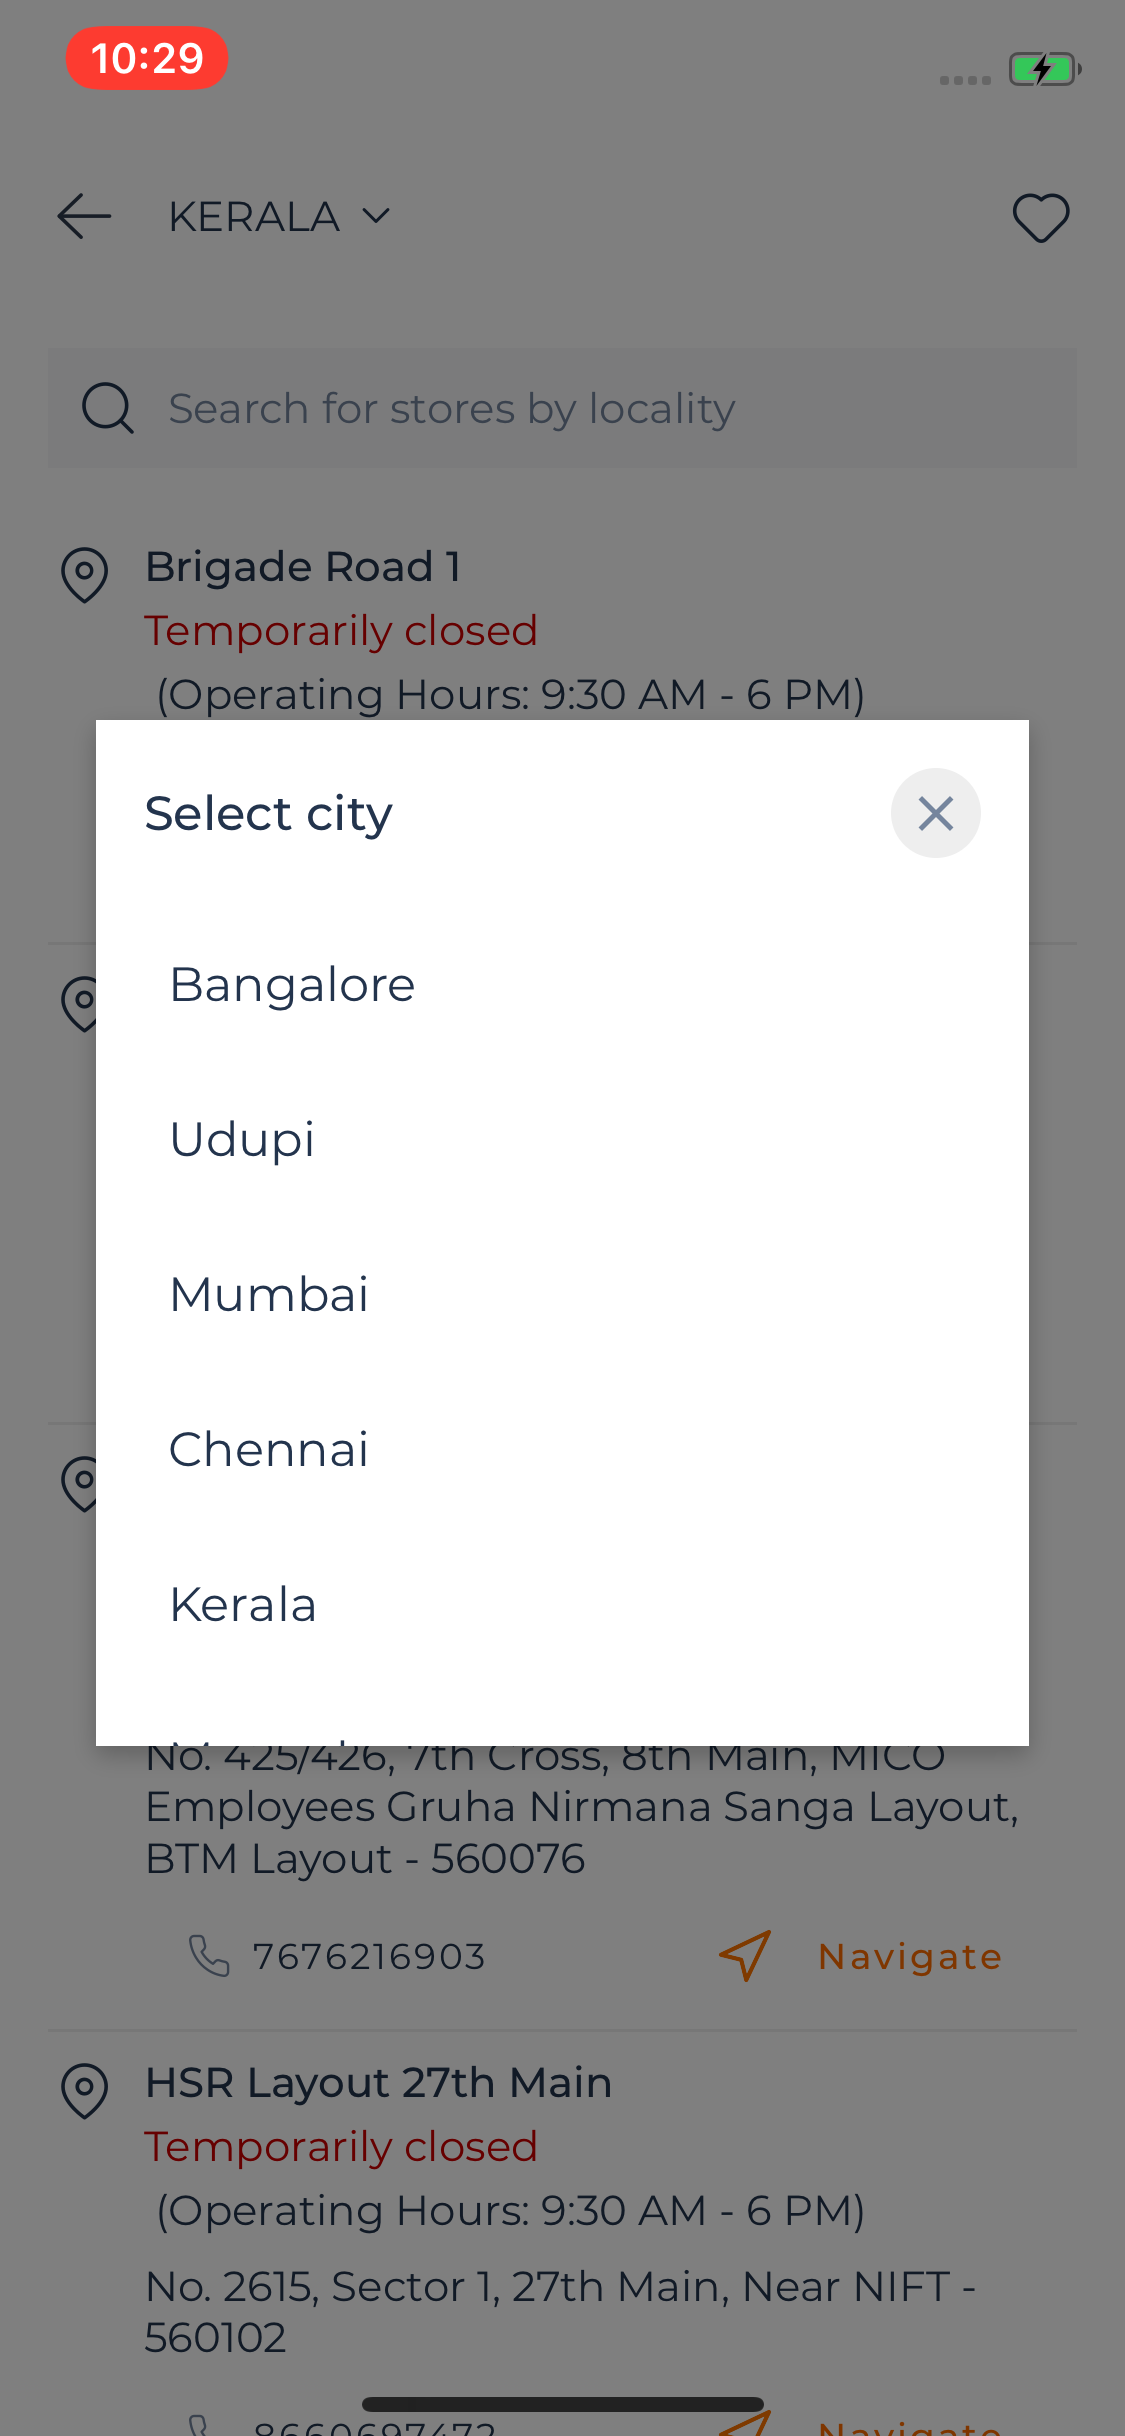 10:29
KERALA
Search for stores by locality
Brigade Road 1
Temporarily closed
(Operating Hours: 9:30 AM - 6 PM)
Select city
Bangalore
Udupi
Mumbai
Chennai
Kerala
No. 425/426, 7th Cross, 8th Main, MICO
Employees Gruha Nirmana Sanga Layout,
BTM Layout - 560076
7676216903 Navigate
HSR Layout 27th Main
Temporarily closed
(Operating Hours: 9:30 AM - 6 PM)
No. 2615, Sector 1, 27th Main, Near NIFT -
560102
8660697472 Navigate